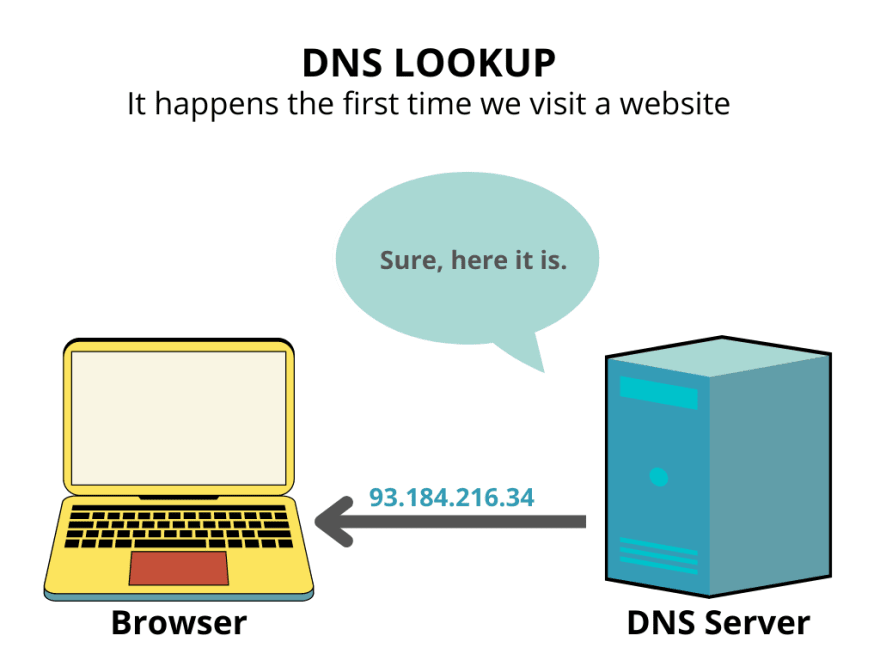 DNS LOOKUP
It happens the first time we visit a website
Sure, here it is.
93.184.216.34
Browser
DNS Server